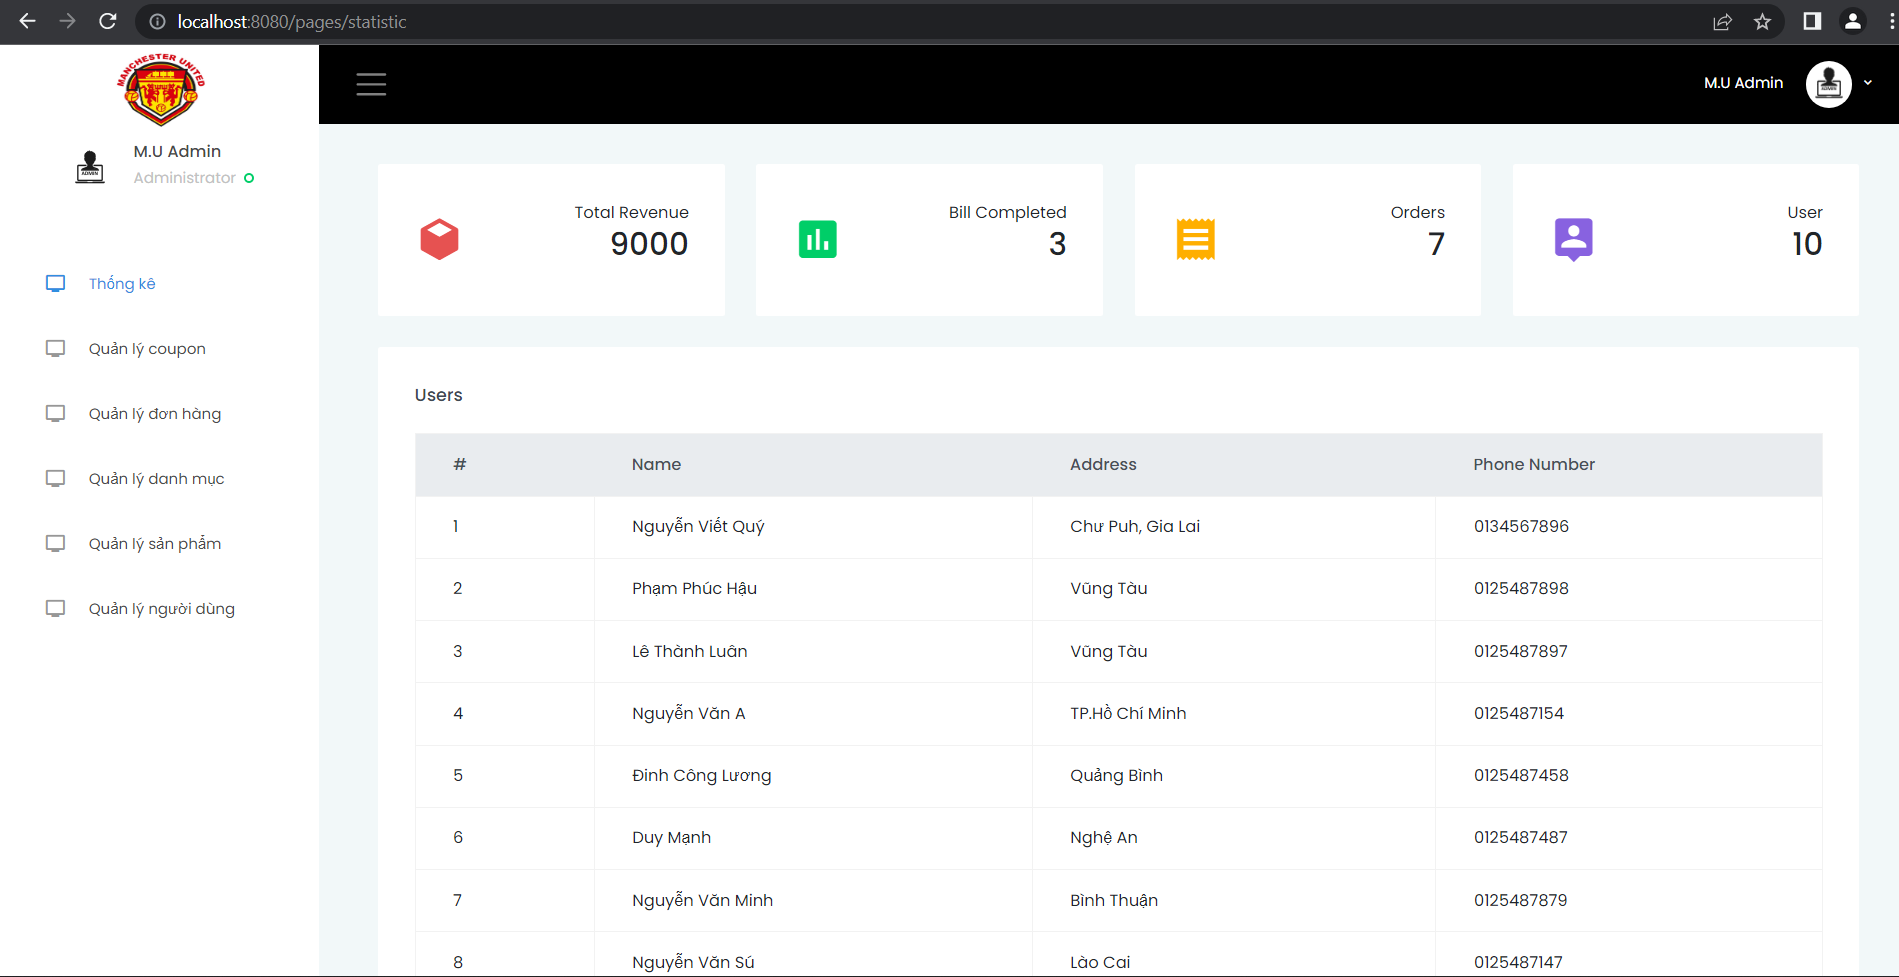 localhost:8080/pages/statistic
MANCHESTER UNITED
M.U Admin
Administrator
M.U Admin
ADMIN
ADMIN
Thống kê
Quản lý coupon
Quản lý đơn hàng
Quản lý danh mục
Quản lý sản phẩm
Quản lý người dùng
Total Revenue
9000
Bill Completed
3
Orders
7
User
10
Users
# Name Address Phone Number
1 Nguyễn Viết Quý Chư Puh, Gia Lai 0134567896
2 Phạm Phúc Hậu Vũng Tàu 0125487898
3 Lê Thành Luân Vũng Tàu 0125487897
4 Nguyễn Văn A TP.Hồ Chí Minh 0125487154
5 Đinh Công Lương Quảng Bình 0125487458
6 Duy Mạnh Nghệ An 0125487487
7 Nguyễn Văn Minh Bình Thuận 0125487879
8 Nguyễn Văn Sú Lào Cai 0125487147